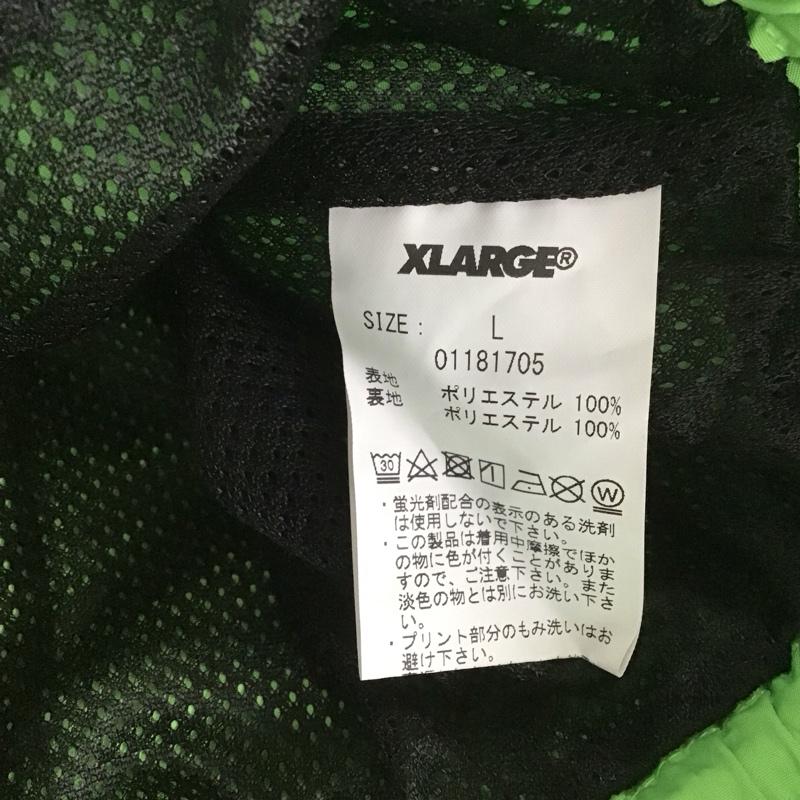 XLARGE®
SIZE: L
01181705
表地 ポリエステル 100%
裏地 ポリエステル 100%
30 W
・蛍光剤配合の表示のある洗剤
は使用しないで下さい。
・この製品は着用中摩擦でほか
の物に色が付くことがありま
すので、ご注意下さい。また
淡色の物とは別にお洗い下さ
い。
・プリント部分のもみ洗いはお
避け下さい。